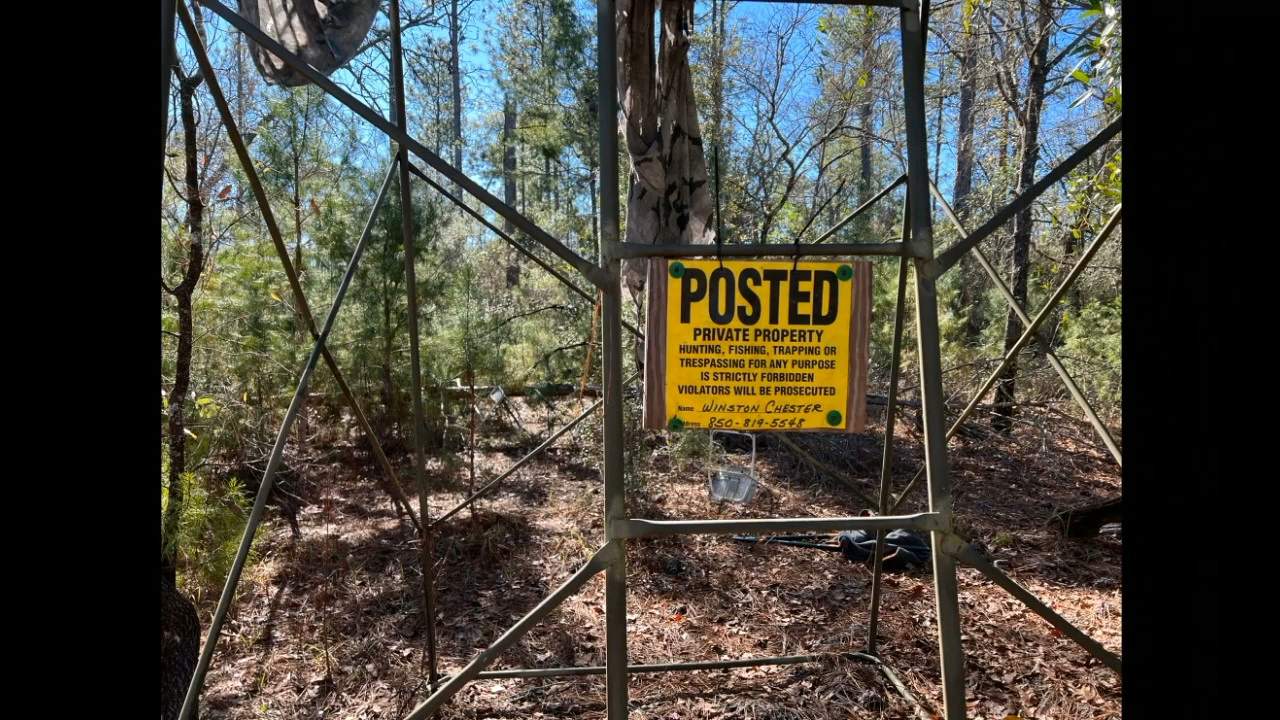 POSTED
PRIVATE PROPERTY
HUNTING, FISHING, TRAPPING OR
TRESPASSING FOR ANY PURPOSE
IS STRICTLY FORBIDDEN
VIOLATORS WILL BE PROSECUTED
Name WINSTON CHESTER
Address 850-819-5548